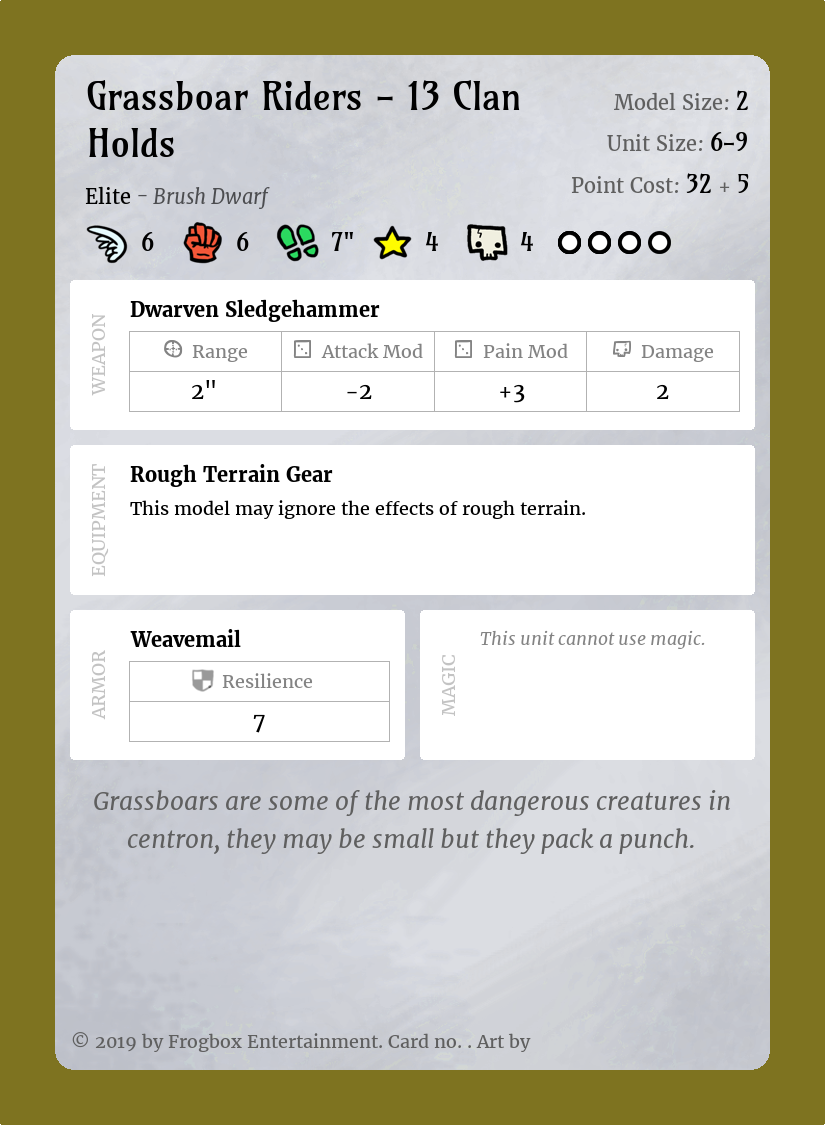 Grassboar Riders – 13 Clan
Holds
Model Size: 2
Unit Size: 6–9
Point Cost: 32 + 5
Elite – Brush Dwarf
6 6 7" 4 4
WEAPON
Dwarven Sledgehammer
Range Attack Mod Pain Mod Damage
2" -2 +3 2
EQUIPMENT
Rough Terrain Gear
This model may ignore the effects of rough terrain.
ARMOR
Weavemail
Resilience
7
MAGIC
This unit cannot use magic.
Grassboars are some of the most dangerous creatures in
centron, they may be small but they pack a punch.
© 2019 by Frogbox Entertainment. Card no. . Art by